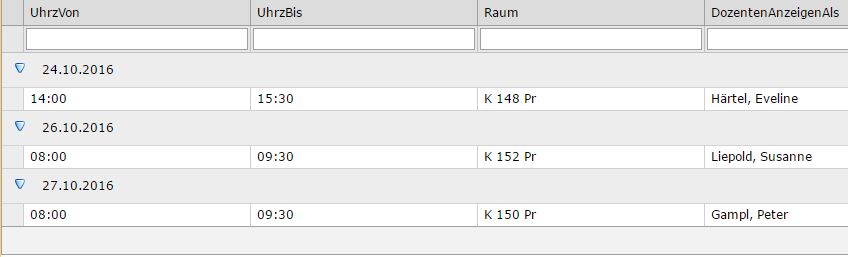 UhrzVon UhrzBis Raum DozentenAnzeigenAls
24.10.2016
14:00 15:30 K 148 Pr Härtel, Eveline
26.10.2016
08:00 09:30 K 152 Pr Liepold, Susanne
27.10.2016
08:00 09:30 K 150 Pr Gampl, Peter